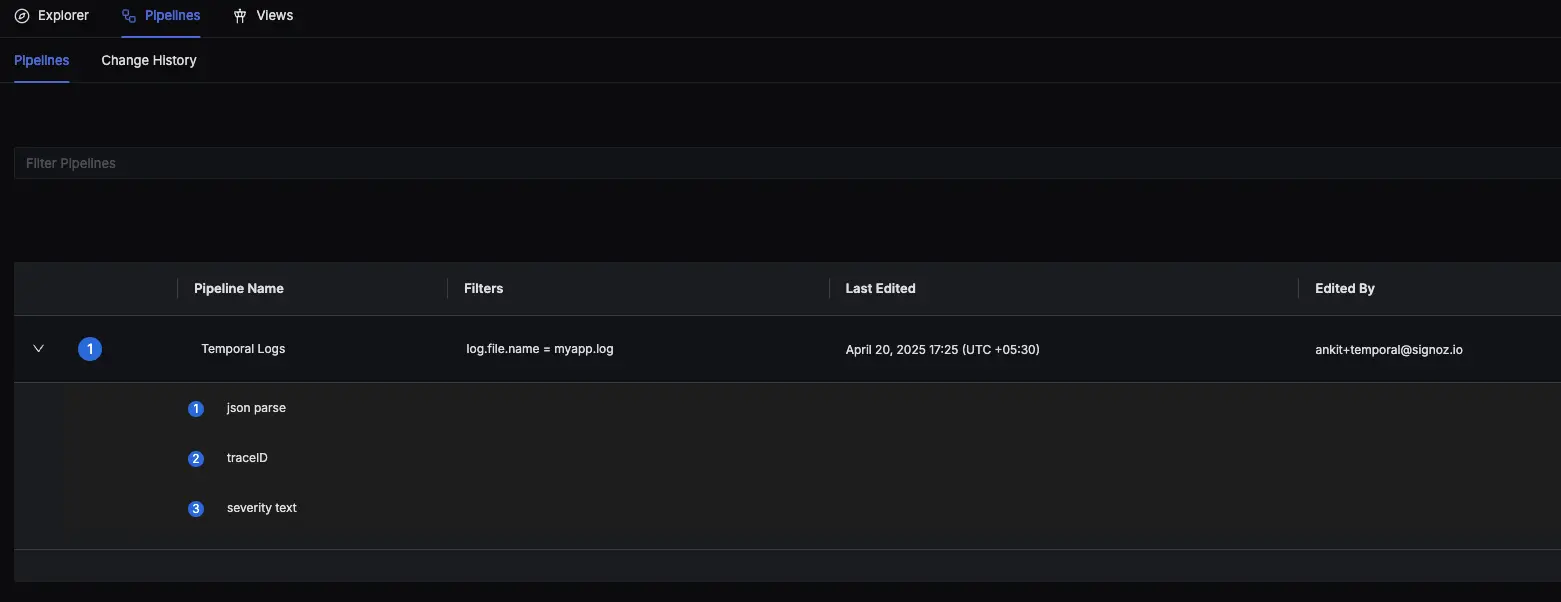 Explorer Pipelines Views
Pipelines Change History
Filter Pipelines
Pipeline Name Filters Last Edited Edited By
1 Temporal Logs log.file.name = myapp.log April 20, 2025 17:25 (UTC +05:30) ankit+temporal@signoz.io
1 json parse
2 traceID
3 severity text